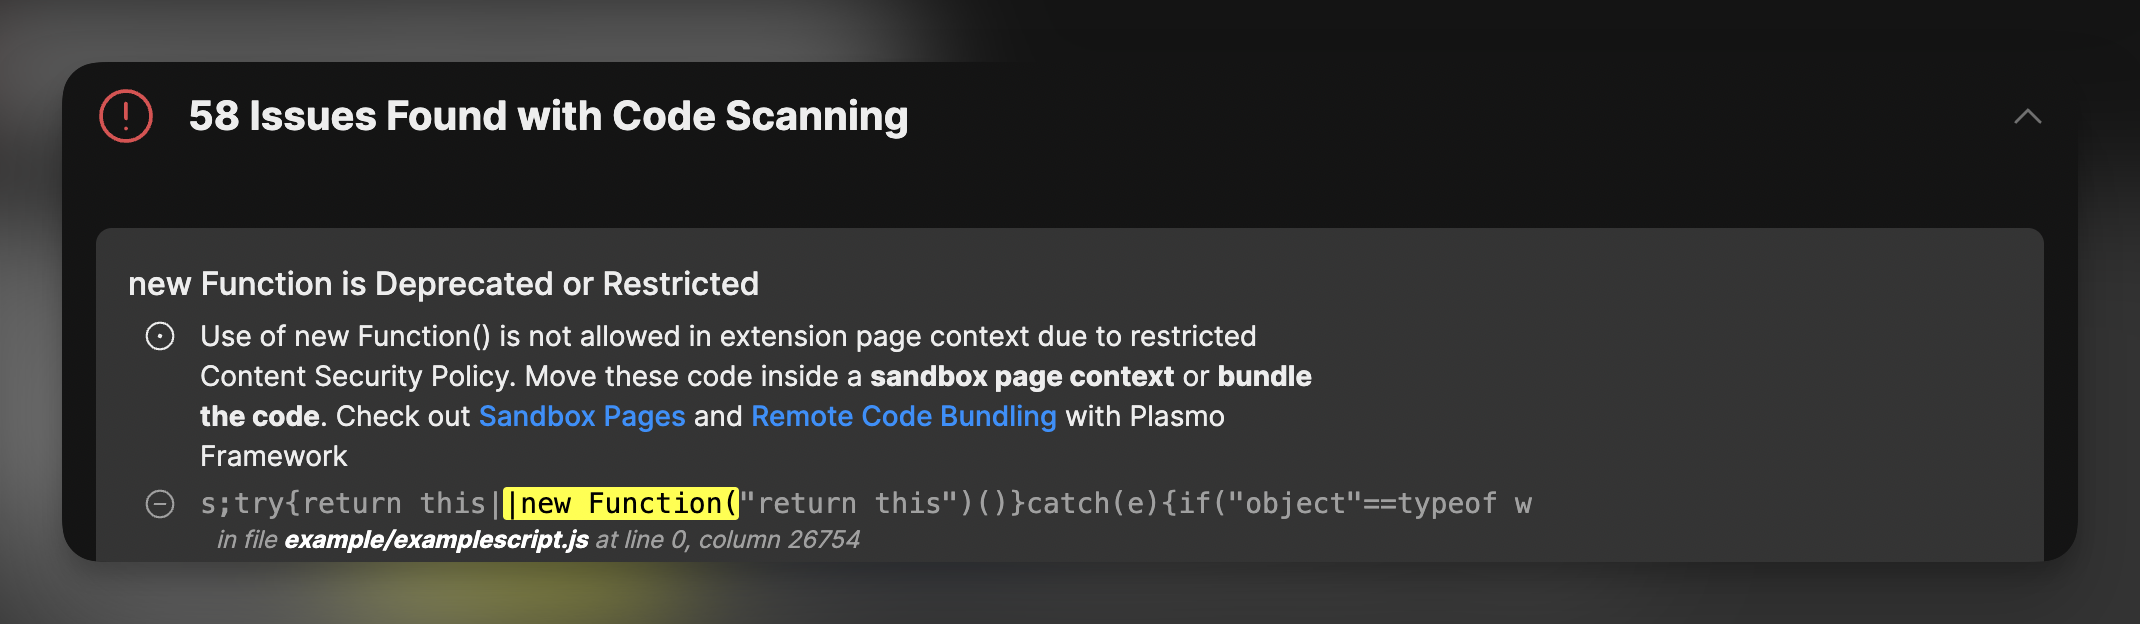 58 Issues Found with Code Scanning
new Function is Deprecated or Restricted
Use of new Function() is not allowed in extension page context due to restricted
Content Security Policy. Move these code inside a sandbox page context or bundle
the code. Check out Sandbox Pages and Remote Code Bundling with Plasmo
Framework
s;try{return this||new Function("return this")()}catch(e){if("object"==typeof w
in file example/examplescript.js at line 0, column 26754